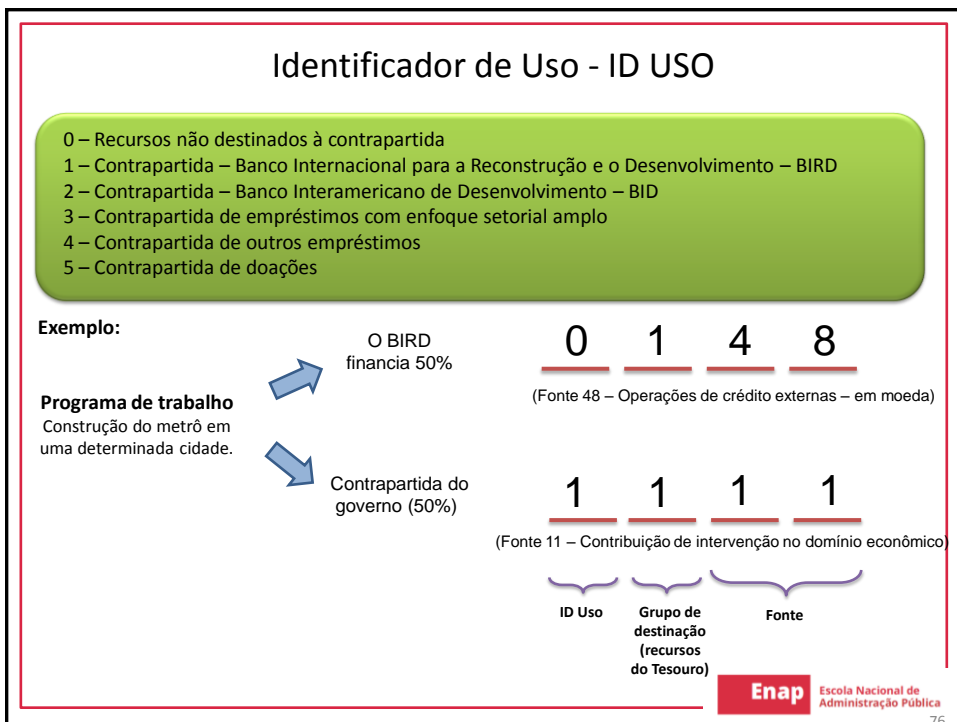 Identificador de Uso - ID USO
0 – Recursos não destinados à contrapartida
1 – Contrapartida – Banco Internacional para a Reconstrução e o Desenvolvimento – BIRD
2 – Contrapartida – Banco Interamericano de Desenvolvimento – BID
3 – Contrapartida de empréstimos com enfoque setorial amplo
4 – Contrapartida de outros empréstimos
5 – Contrapartida de doações
Exemplo:
Programa de trabalho
Construção do metrô em
uma determinada cidade.
O BIRD
financia 50%
0 1 4 8
(Fonte 48 – Operações de crédito externas – em moeda)
Contrapartida do
governo (50%)
1 1 1 1
(Fonte 11 – Contribuição de intervenção no domínio econômico)
ID Uso
Grupo de
destinação
(recursos
do Tesouro)
Fonte
Enap
Escola Nacional de
Administração Pública
76